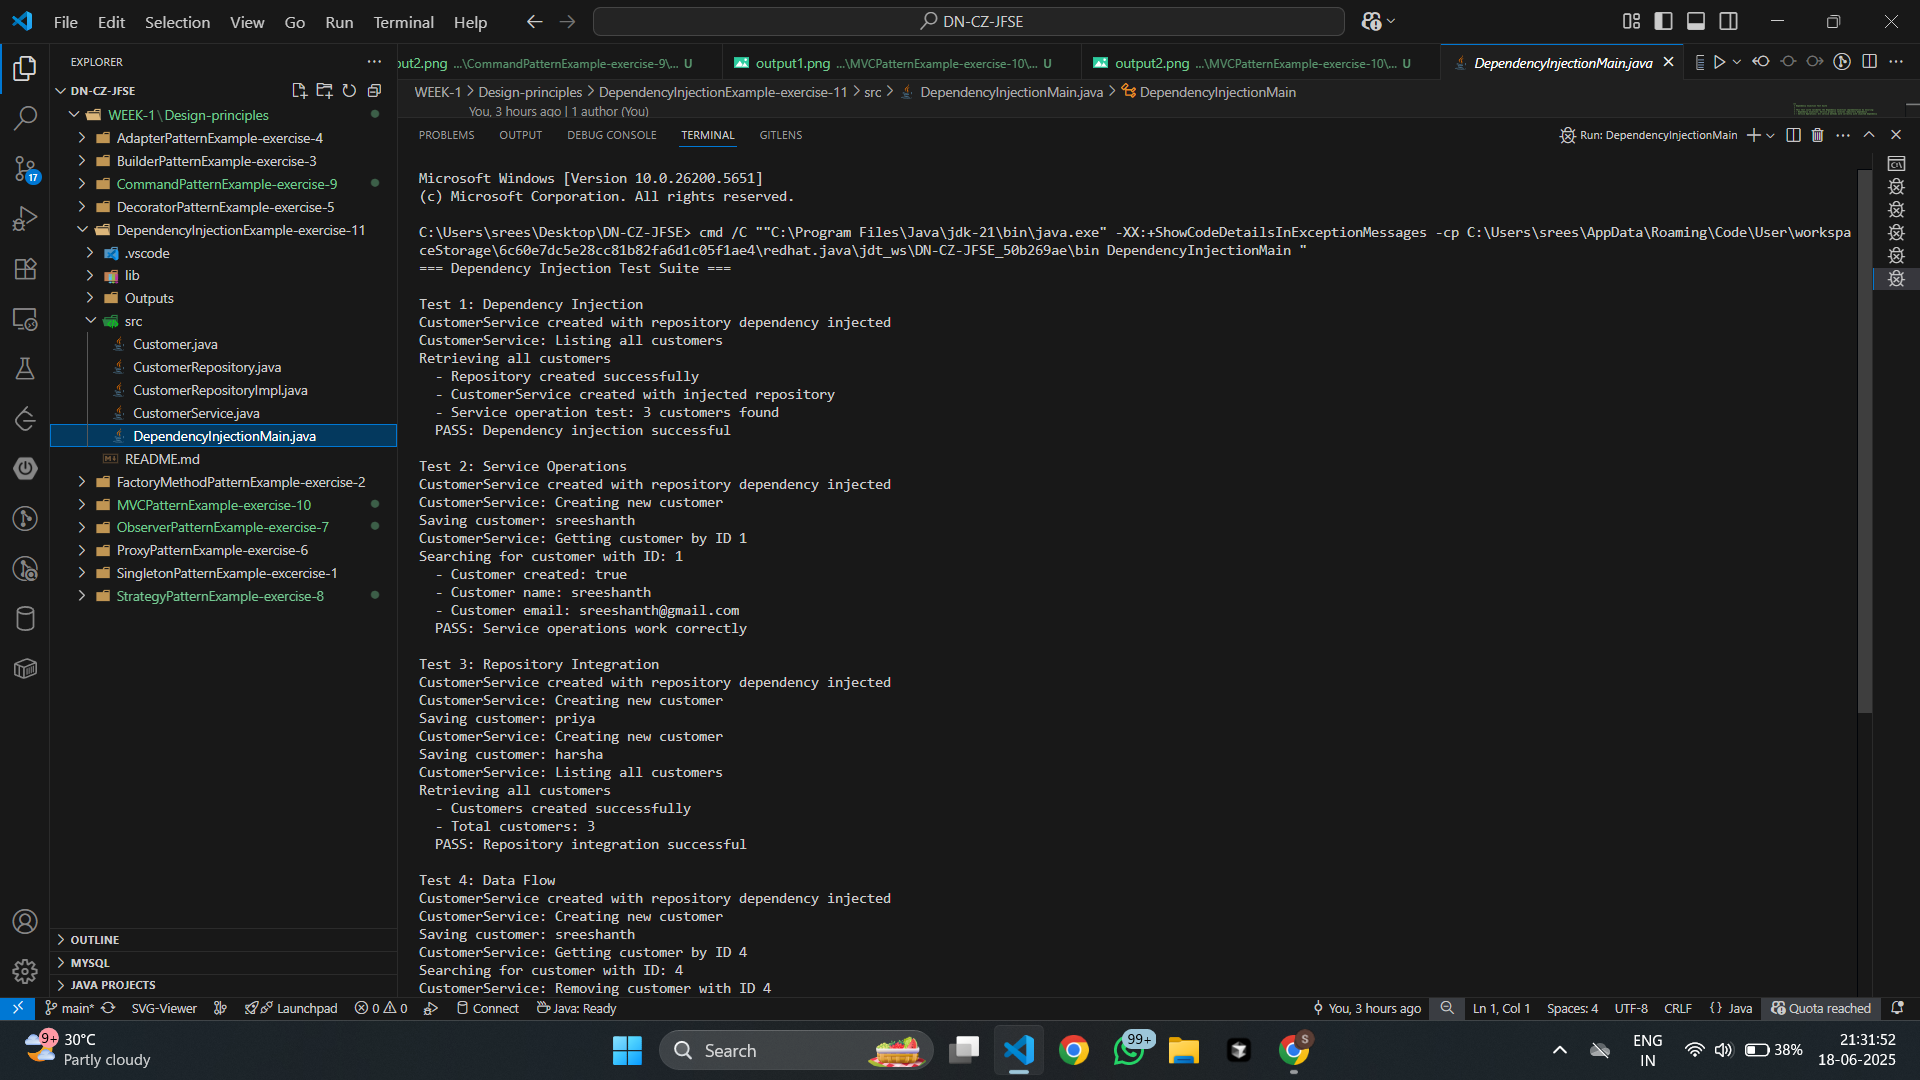 File Edit Selection View Go Run Terminal Help
DN-CZ-JFSE
EXPLORER
DN-CZ-JFSE
WEEK-1\Design-principles
AdapterPatternExample-exercise-4
BuilderPatternExample-exercise-3
CommandPatternExample-exercise-9
DecoratorPatternExample-exercise-5
DependencyInjectionExample-exercise-11
.vscode
lib
Outputs
src
Customer.java
CustomerRepository.java
CustomerRepositoryImpl.java
CustomerService.java
DependencyInjectionMain.java
README.md
FactoryMethodPatternExample-exercise-2
MVCPatternExample-exercise-10
ObserverPatternExample-exercise-7
ProxyPatternExample-exercise-6
SingletonPatternExample-excercise-1
StrategyPatternExample-exercise-8
OUTLINE
MYSQL
JAVA PROJECTS
17
out2.png ...\CommandPatternExample-exercise-9\... U
output1.png ...\MVCPatternExample-exercise-10\... U
output2.png ...\MVCPatternExample-exercise-10\... U
DependencyInjectionMain.java
WEEK-1 > Design-principles > DependencyInjectionExample-exercise-11 > src > DependencyInjectionMain.java > DependencyInjectionMain
You, 3 hours ago | 1 author (You)
PROBLEMS OUTPUT DEBUG CONSOLE TERMINAL GITLENS
Run: DependencyInjectionMain
Microsoft Windows [Version 10.0.26200.5651]
(c) Microsoft Corporation. All rights reserved.
C:\Users\srees\Desktop\DN-CZ-JFSE> cmd /C ""C:\Program Files\Java\jdk-21\bin\java.exe" -XX:+ShowCodeDetailsInExceptionMessages -cp C:\Users\srees\AppData\Roaming\Code\User\workspa
ceStorage\6c60e7dc5e28cc81b82fa6d1c05f1ae4\redhat.java\jdt_ws\DN-CZ-JFSE_50b269ae\bin DependencyInjectionMain "
=== Dependency Injection Test Suite ===
Test 1: Dependency Injection
CustomerService created with repository dependency injected
CustomerService: Listing all customers
Retrieving all customers
- Repository created successfully
- CustomerService created with injected repository
- Service operation test: 3 customers found
PASS: Dependency injection successful
Test 2: Service Operations
CustomerService created with repository dependency injected
CustomerService: Creating new customer
Saving customer: sreeshanth
CustomerService: Getting customer by ID 1
Searching for customer with ID: 1
- Customer created: true
- Customer name: sreeshanth
- Customer email: sreeshanth@gmail.com
PASS: Service operations work correctly
Test 3: Repository Integration
CustomerService created with repository dependency injected
CustomerService: Creating new customer
Saving customer: priya
CustomerService: Creating new customer
Saving customer: harsha
CustomerService: Listing all customers
Retrieving all customers
- Customers created successfully
- Total customers: 3
PASS: Repository integration successful
Test 4: Data Flow
CustomerService created with repository dependency injected
CustomerService: Creating new customer
Saving customer: sreeshanth
CustomerService: Getting customer by ID 4
Searching for customer with ID: 4
CustomerService: Removing customer with ID 4
main* SVG-Viewer Launchpad 0 0 Connect Java: Ready
You, 3 hours ago Ln 1, Col 1 Spaces: 4 UTF-8 CRLF {} Java Quota reached
9+ 30°C
Partly cloudy
Search
99+
S
ENG
IN
38%
21:31:52
18-06-2025